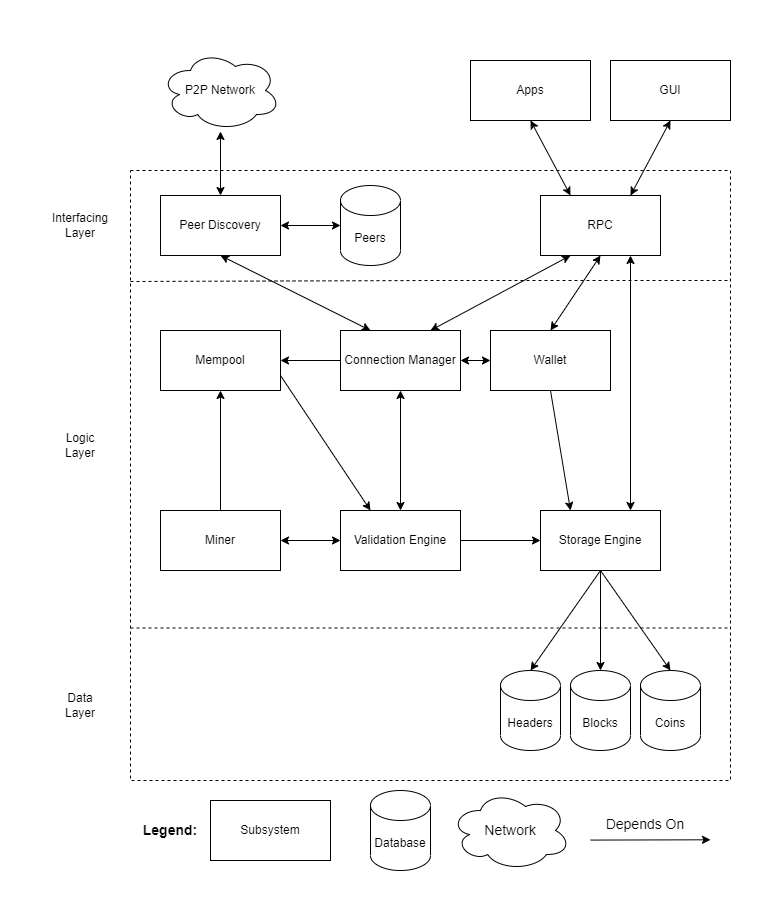 P2P Network
Apps
GUI
Interfacing
Layer
Peer Discovery
Peers
RPC
Mempool
Connection Manager
Wallet
Logic
Layer
Miner
Validation Engine
Storage Engine
Data
Layer
Headers
Blocks
Coins
Legend:
Subsystem
Database
Network
Depends On